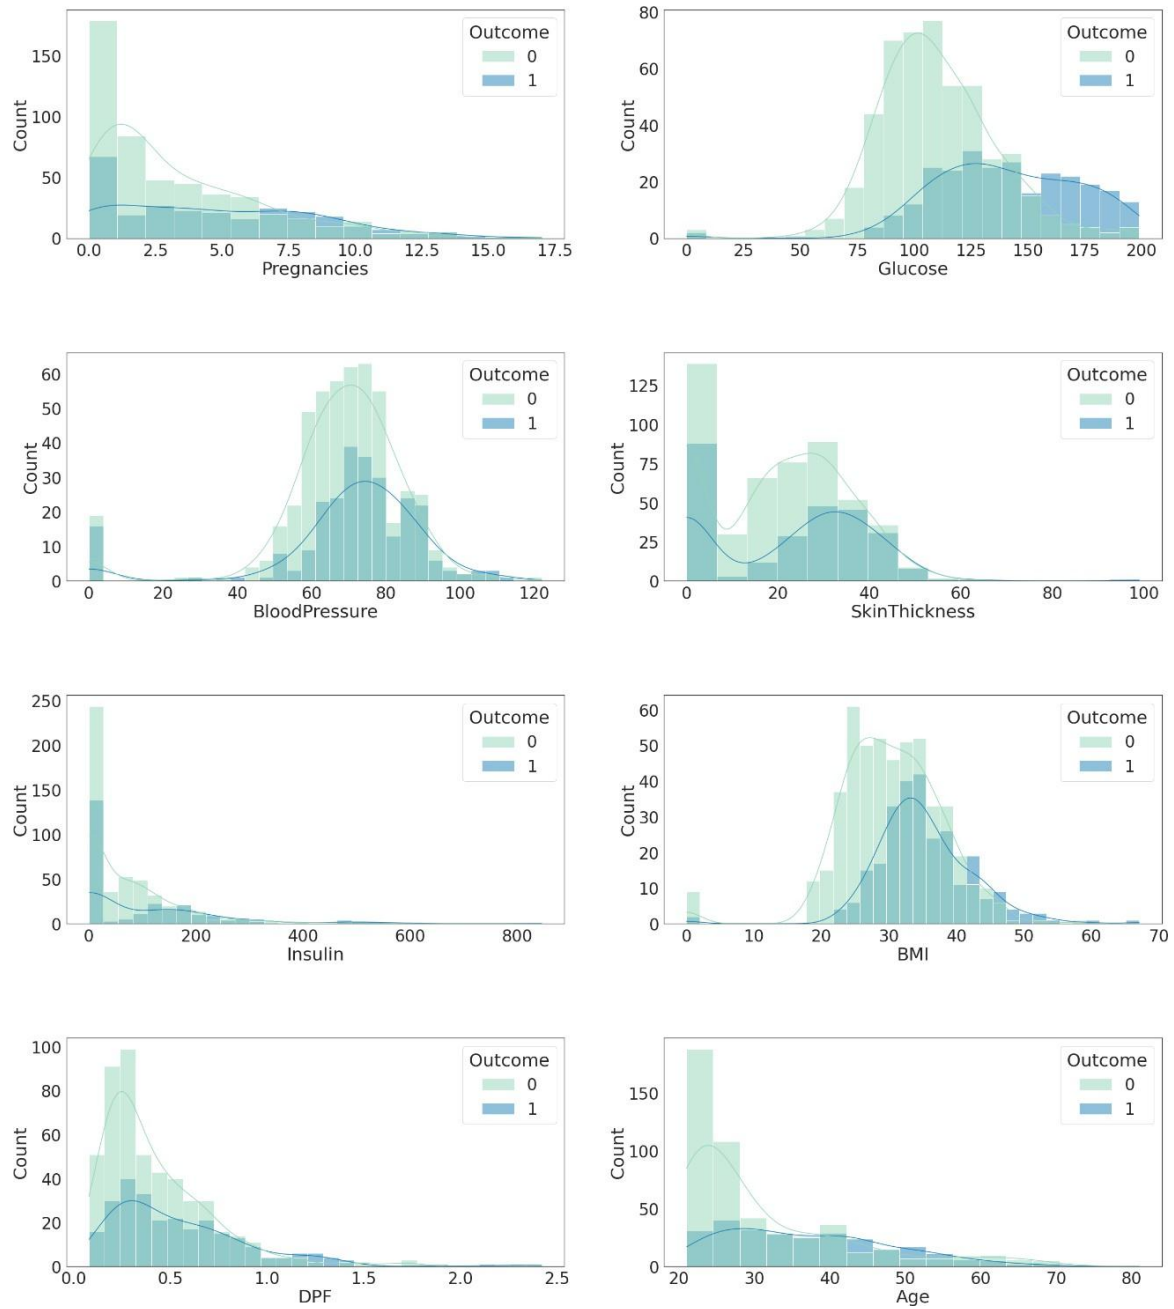 Outcome
0
1
150
100
50
0
Count
0.0 2.5 5.0 7.5 10.0 12.5 15.0 17.5
Pregnancies
Outcome
0
1
80
60
40
20
0
Count
0 25 50 75 100 125 150 175 200
Glucose
Outcome
0
1
60
50
40
30
20
10
0
Count
0 20 40 60 80 100 120
BloodPressure
Outcome
0
1
125
100
75
50
25
0
Count
0 20 40 60 80 100
SkinThickness
Outcome
0
1
250
200
150
100
50
0
Count
0 200 400 600 800
Insulin
Outcome
0
1
60
50
40
30
20
10
0
Count
0 10 20 30 40 50 60 70
BMI
Outcome
0
1
100
80
60
40
20
0
Count
0.0 0.5 1.0 1.5 2.0 2.5
DPF
Outcome
0
1
150
100
50
0
Count
20 30 40 50 60 70 80
Age